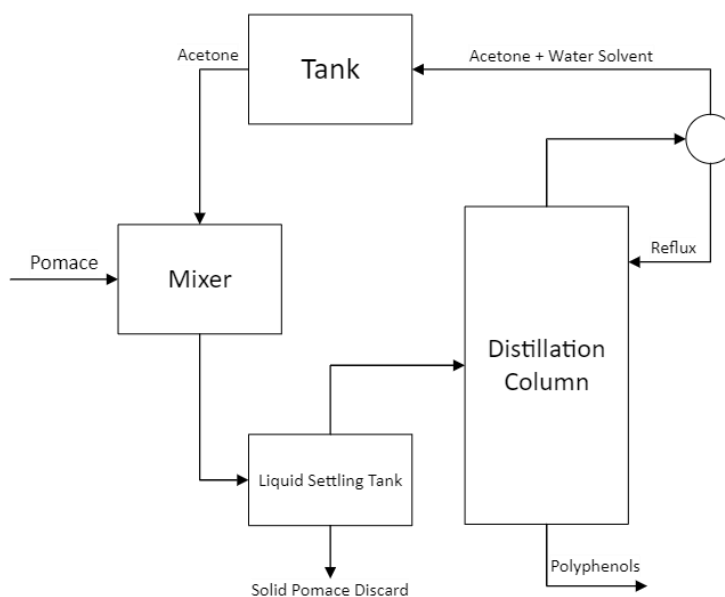 Acetone
Tank
Acetone + Water Solvent
Pomace
Mixer
Reflux
Distillation
Column
Liquid Settling Tank
Polyphenols
Solid Pomace Discard